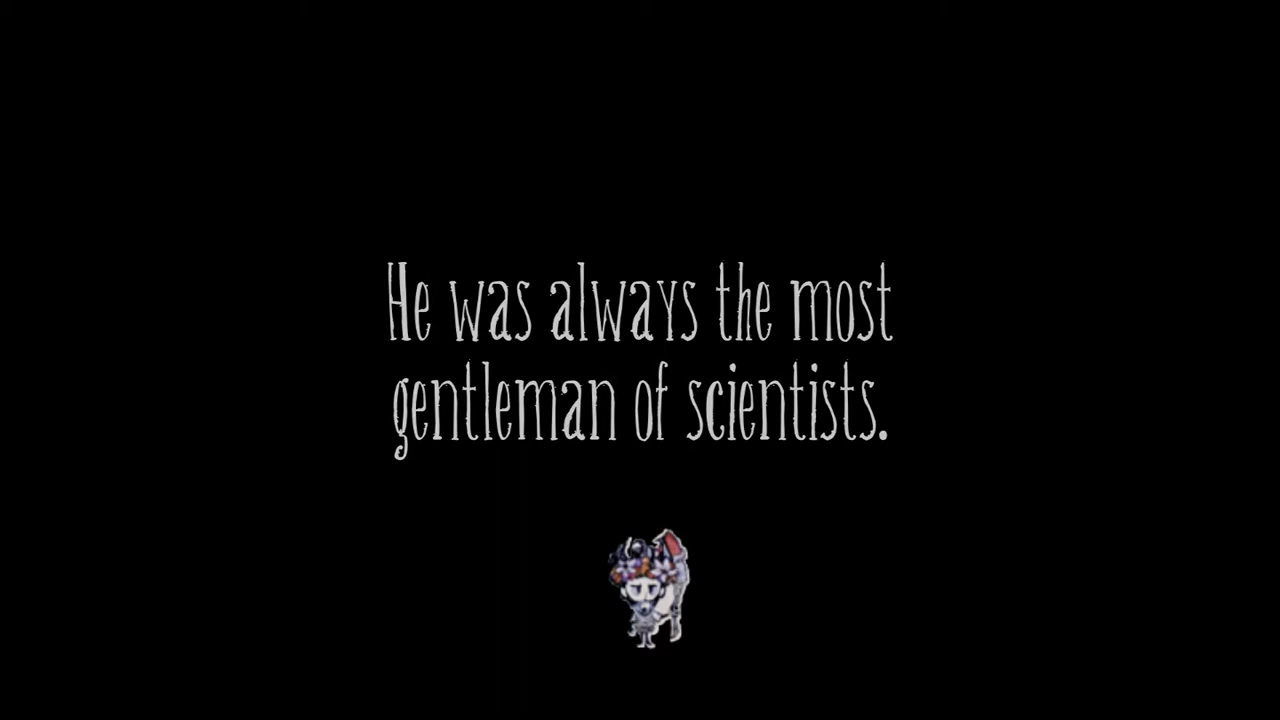 He was always the most
gentleman of scientists.